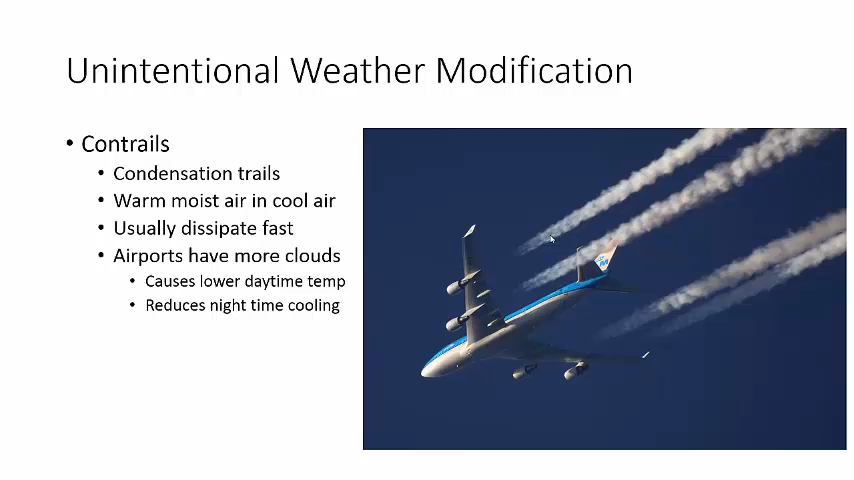 Unintentional Weather Modification
• Contrails
• Condensation trails
• Warm moist air in cool air
• Usually dissipate fast
• Airports have more clouds
• Causes lower daytime temp
• Reduces night time cooling